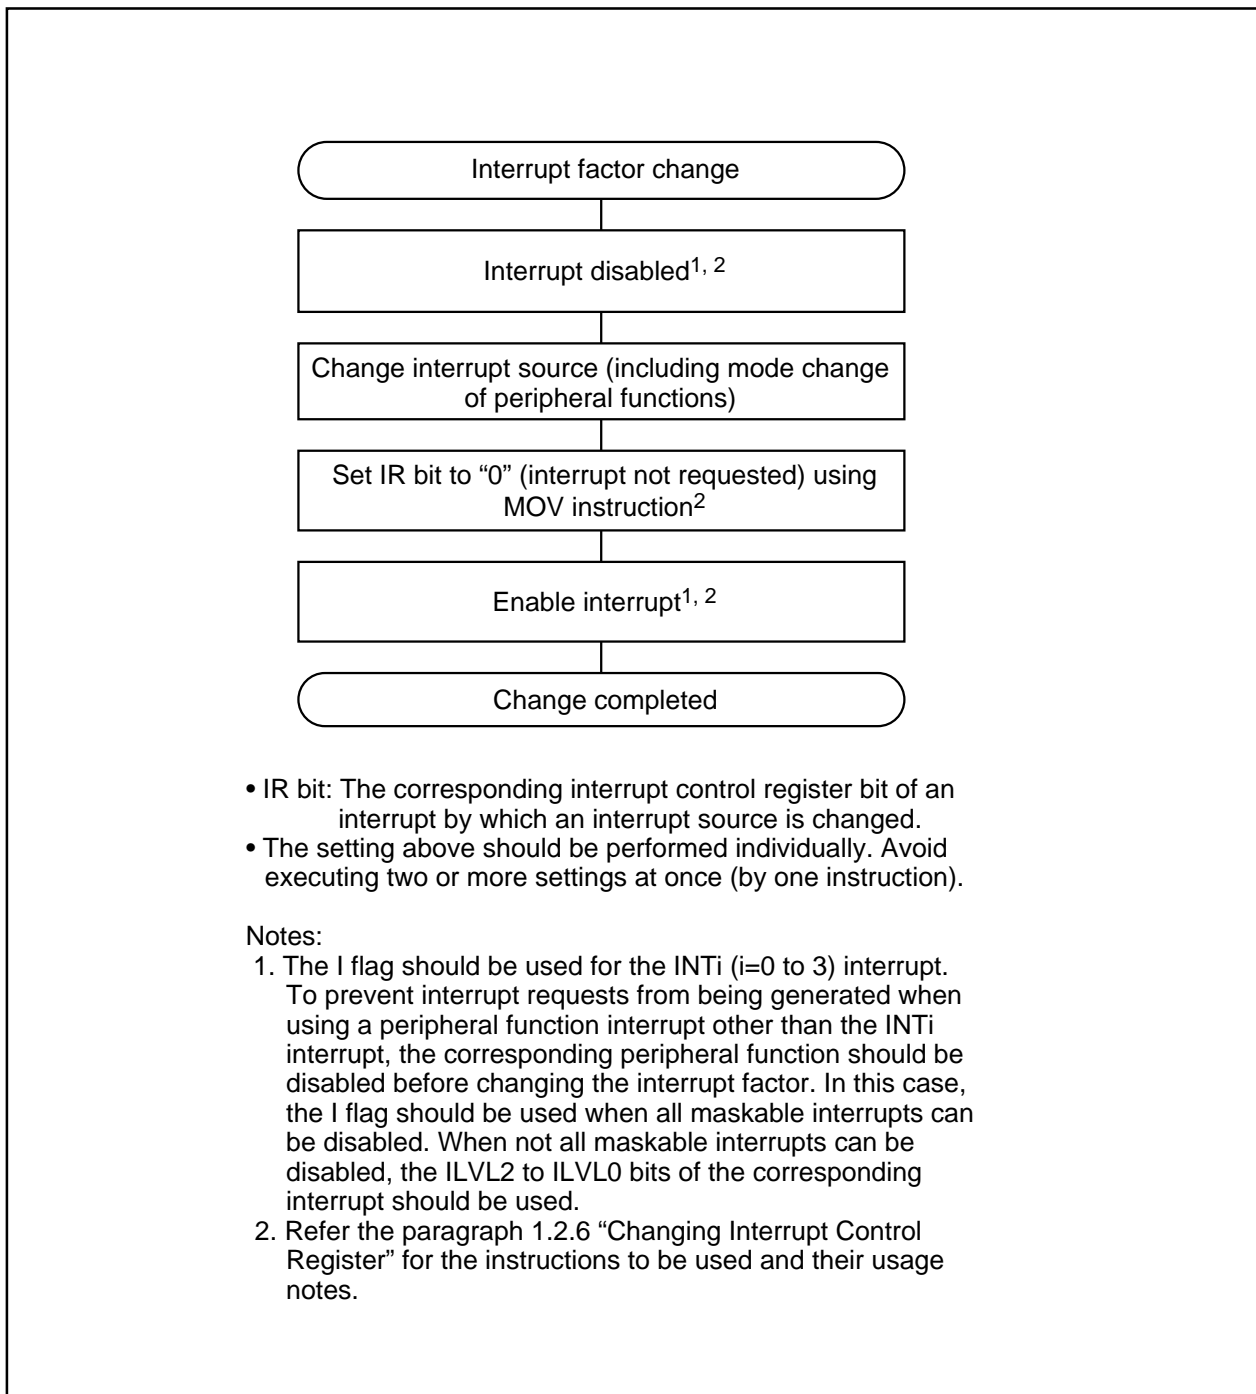 Interrupt factor change
Interrupt disabled1, 2
Change interrupt source (including mode change
of peripheral functions)
Set IR bit to “0” (interrupt not requested) using
MOV instruction2
Enable interrupt1, 2
Change completed
• IR bit: The corresponding interrupt control register bit of an
interrupt by which an interrupt source is changed.
• The setting above should be performed individually. Avoid
executing two or more settings at once (by one instruction).
Notes:
1. The I flag should be used for the INTi (i=0 to 3) interrupt.
To prevent interrupt requests from being generated when
using a peripheral function interrupt other than the INTi
interrupt, the corresponding peripheral function should be
disabled before changing the interrupt factor. In this case,
the I flag should be used when all maskable interrupts can
be disabled. When not all maskable interrupts can be
disabled, the ILVL2 to ILVL0 bits of the corresponding
interrupt should be used.
2. Refer the paragraph 1.2.6 “Changing Interrupt Control
Register” for the instructions to be used and their usage
notes.